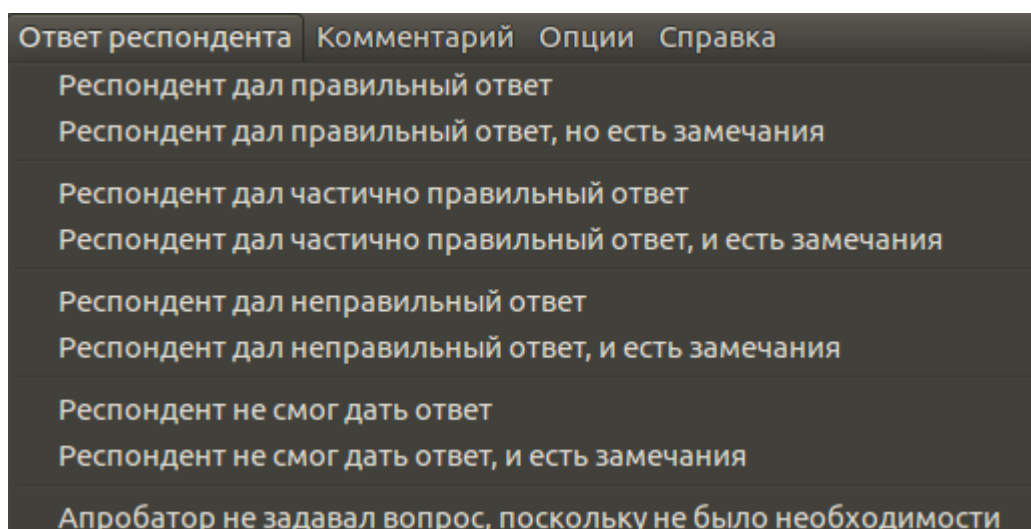 Ответ респондента Комментарий Опции Справка
Респондент дал правильный ответ
Респондент дал правильный ответ, но есть замечания
Респондент дал частично правильный ответ
Респондент дал частично правильный ответ, и есть замечания
Респондент дал неправильный ответ
Респондент дал неправильный ответ, и есть замечания
Респондент не смог дать ответ
Респондент не смог дать ответ, и есть замечания
Апробатор не задавал вопрос, поскольку не было необходимости